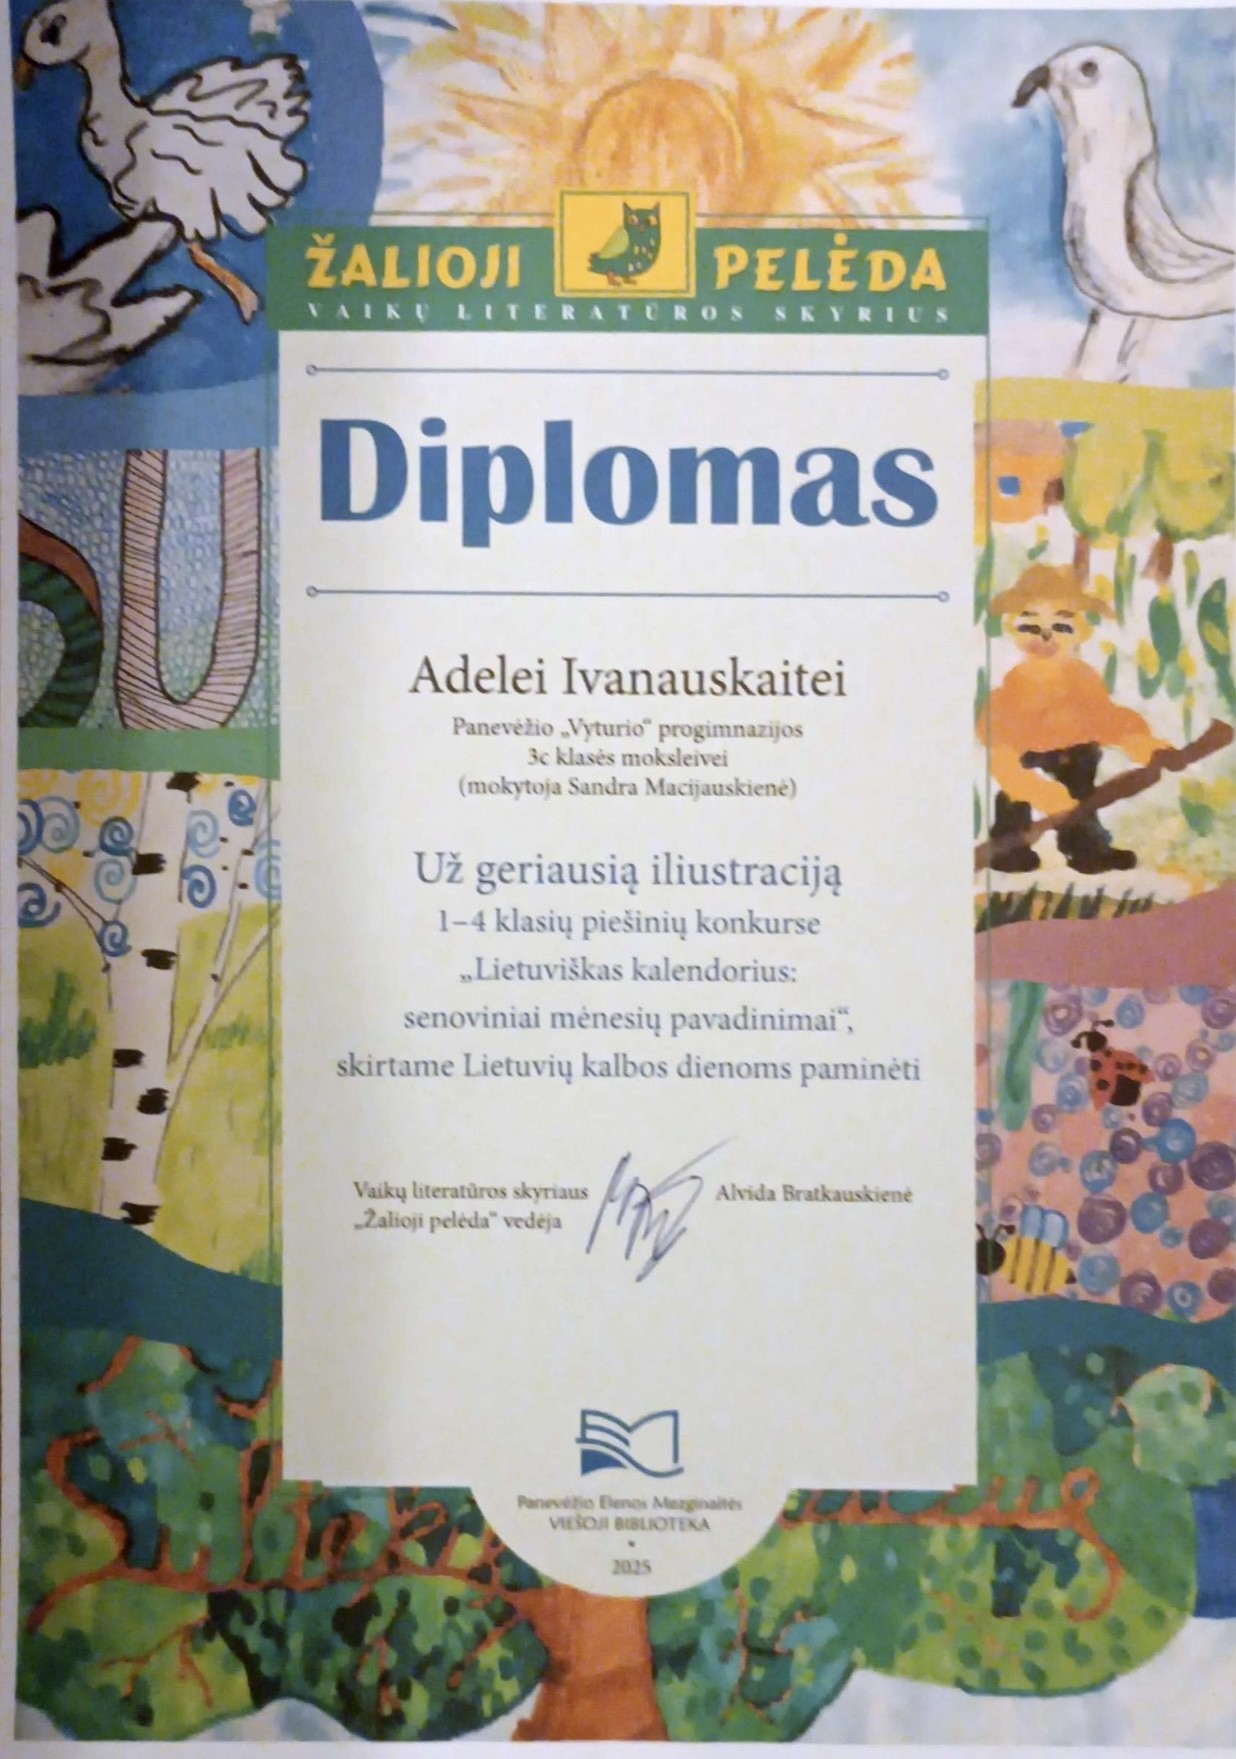 ŽALIOJI PELĖDA
VAIKŲ LITERATŪROS SKYRIUS
Diplomas
Adelei Ivanauskaitei
Panevėžio „Vyturio“ progimnazijos
3c klasės moksleivei
(mokytoja Sandra Macijauskienė)
Už geriausią iliustraciją
1–4 klasių piešinių konkurse
„Lietuviškas kalendorius:
senoviniai mėnesių pavadinimai“,
skirtame Lietuvių kalbos dienoms paminėti
Vaikų literatūros skyriaus
„Žalioji pelėda“ vedėja
Alvida Bratkauskienė
Panevėžio Elenos Mezginaitės
VIEŠOJI BIBLIOTEKA
•
2025